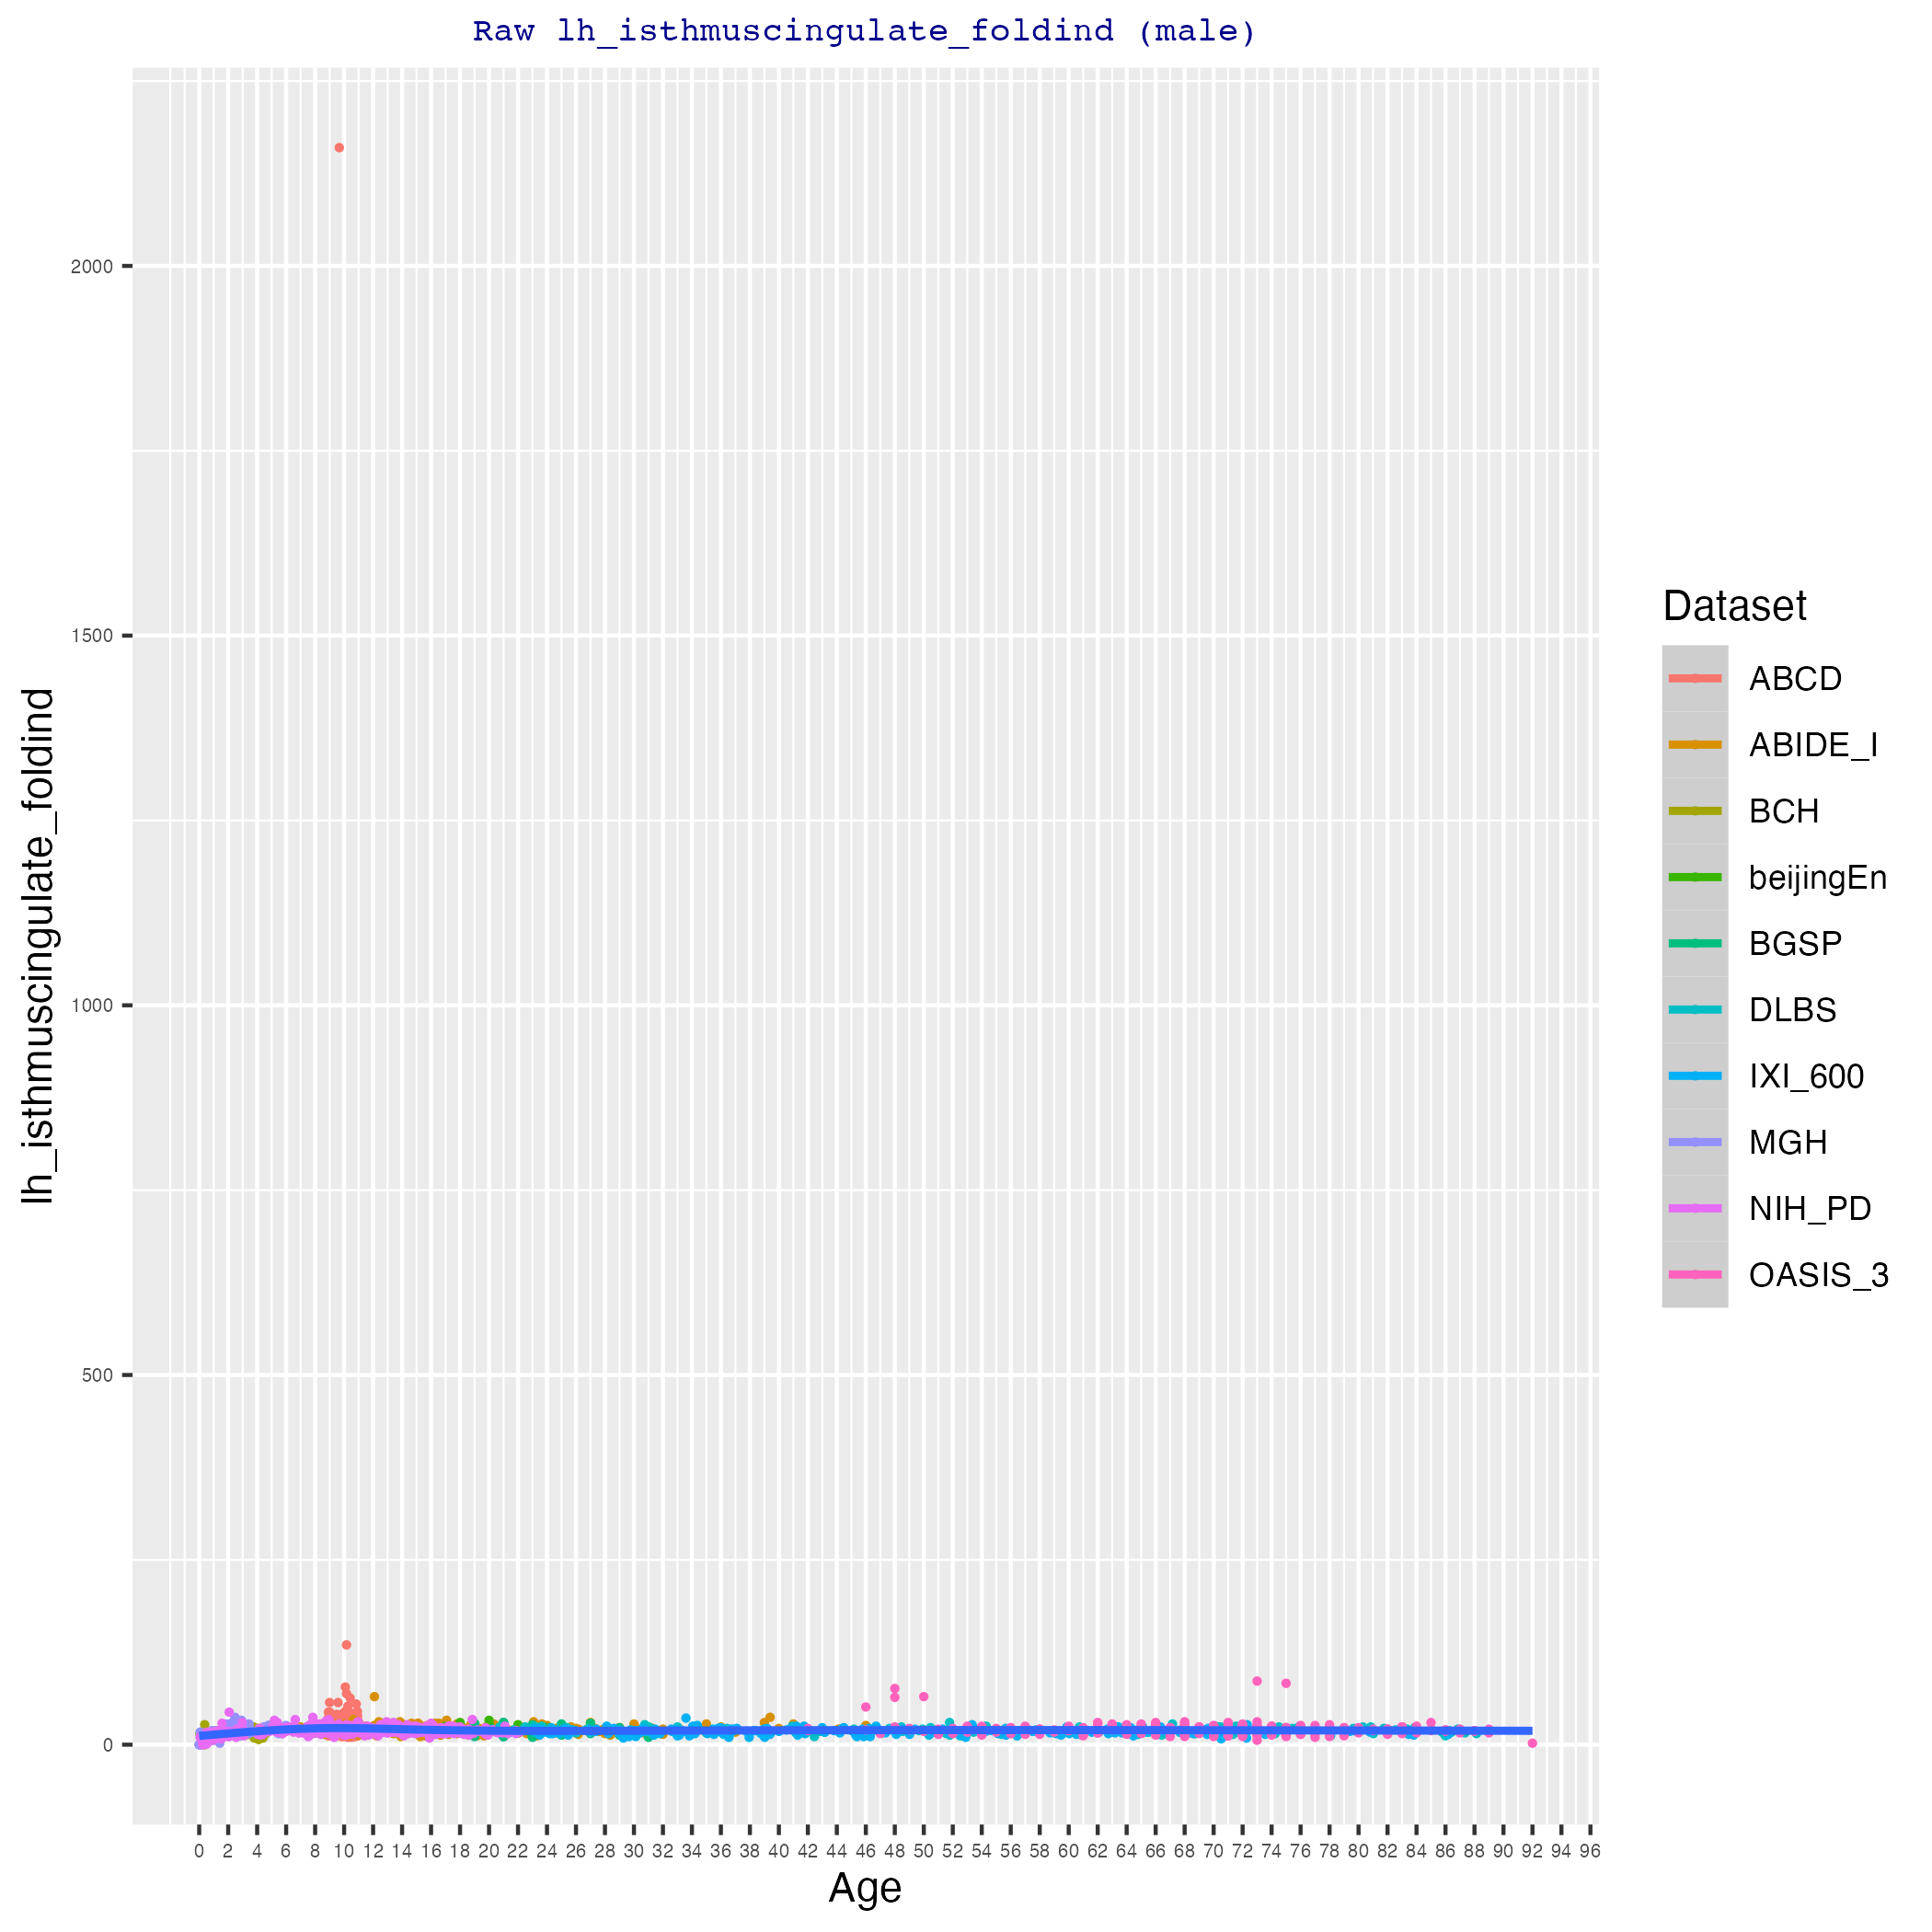 Raw lh_isthmuscingulate_foldind (male)
lh_isthmuscingulate_foldind
2000
1500
1000
500
0
0 2 4 6 8 10 12 14 16 18 20 22 24 26 28 30 32 34 36 38 40 42 44 46 48 50 52 54 56 58 60 62 64 66 68 70 72 74 76 78 80 82 84 86 88 90 92 94 96
Age
Dataset
ABCD
ABIDE_I
BCH
beijingEn
BGSP
DLBS
IXI_600
MGH
NIH_PD
OASIS_3